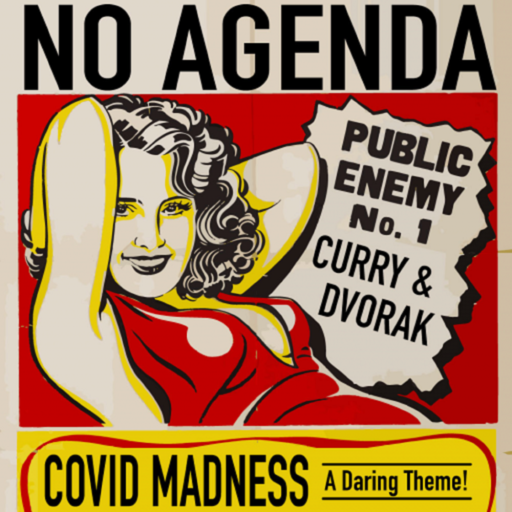 NO AGENDA
PUBLIC
ENEMY
No. 1
CURRY &
DVORAK
COVID MADNESS
A Daring Theme!